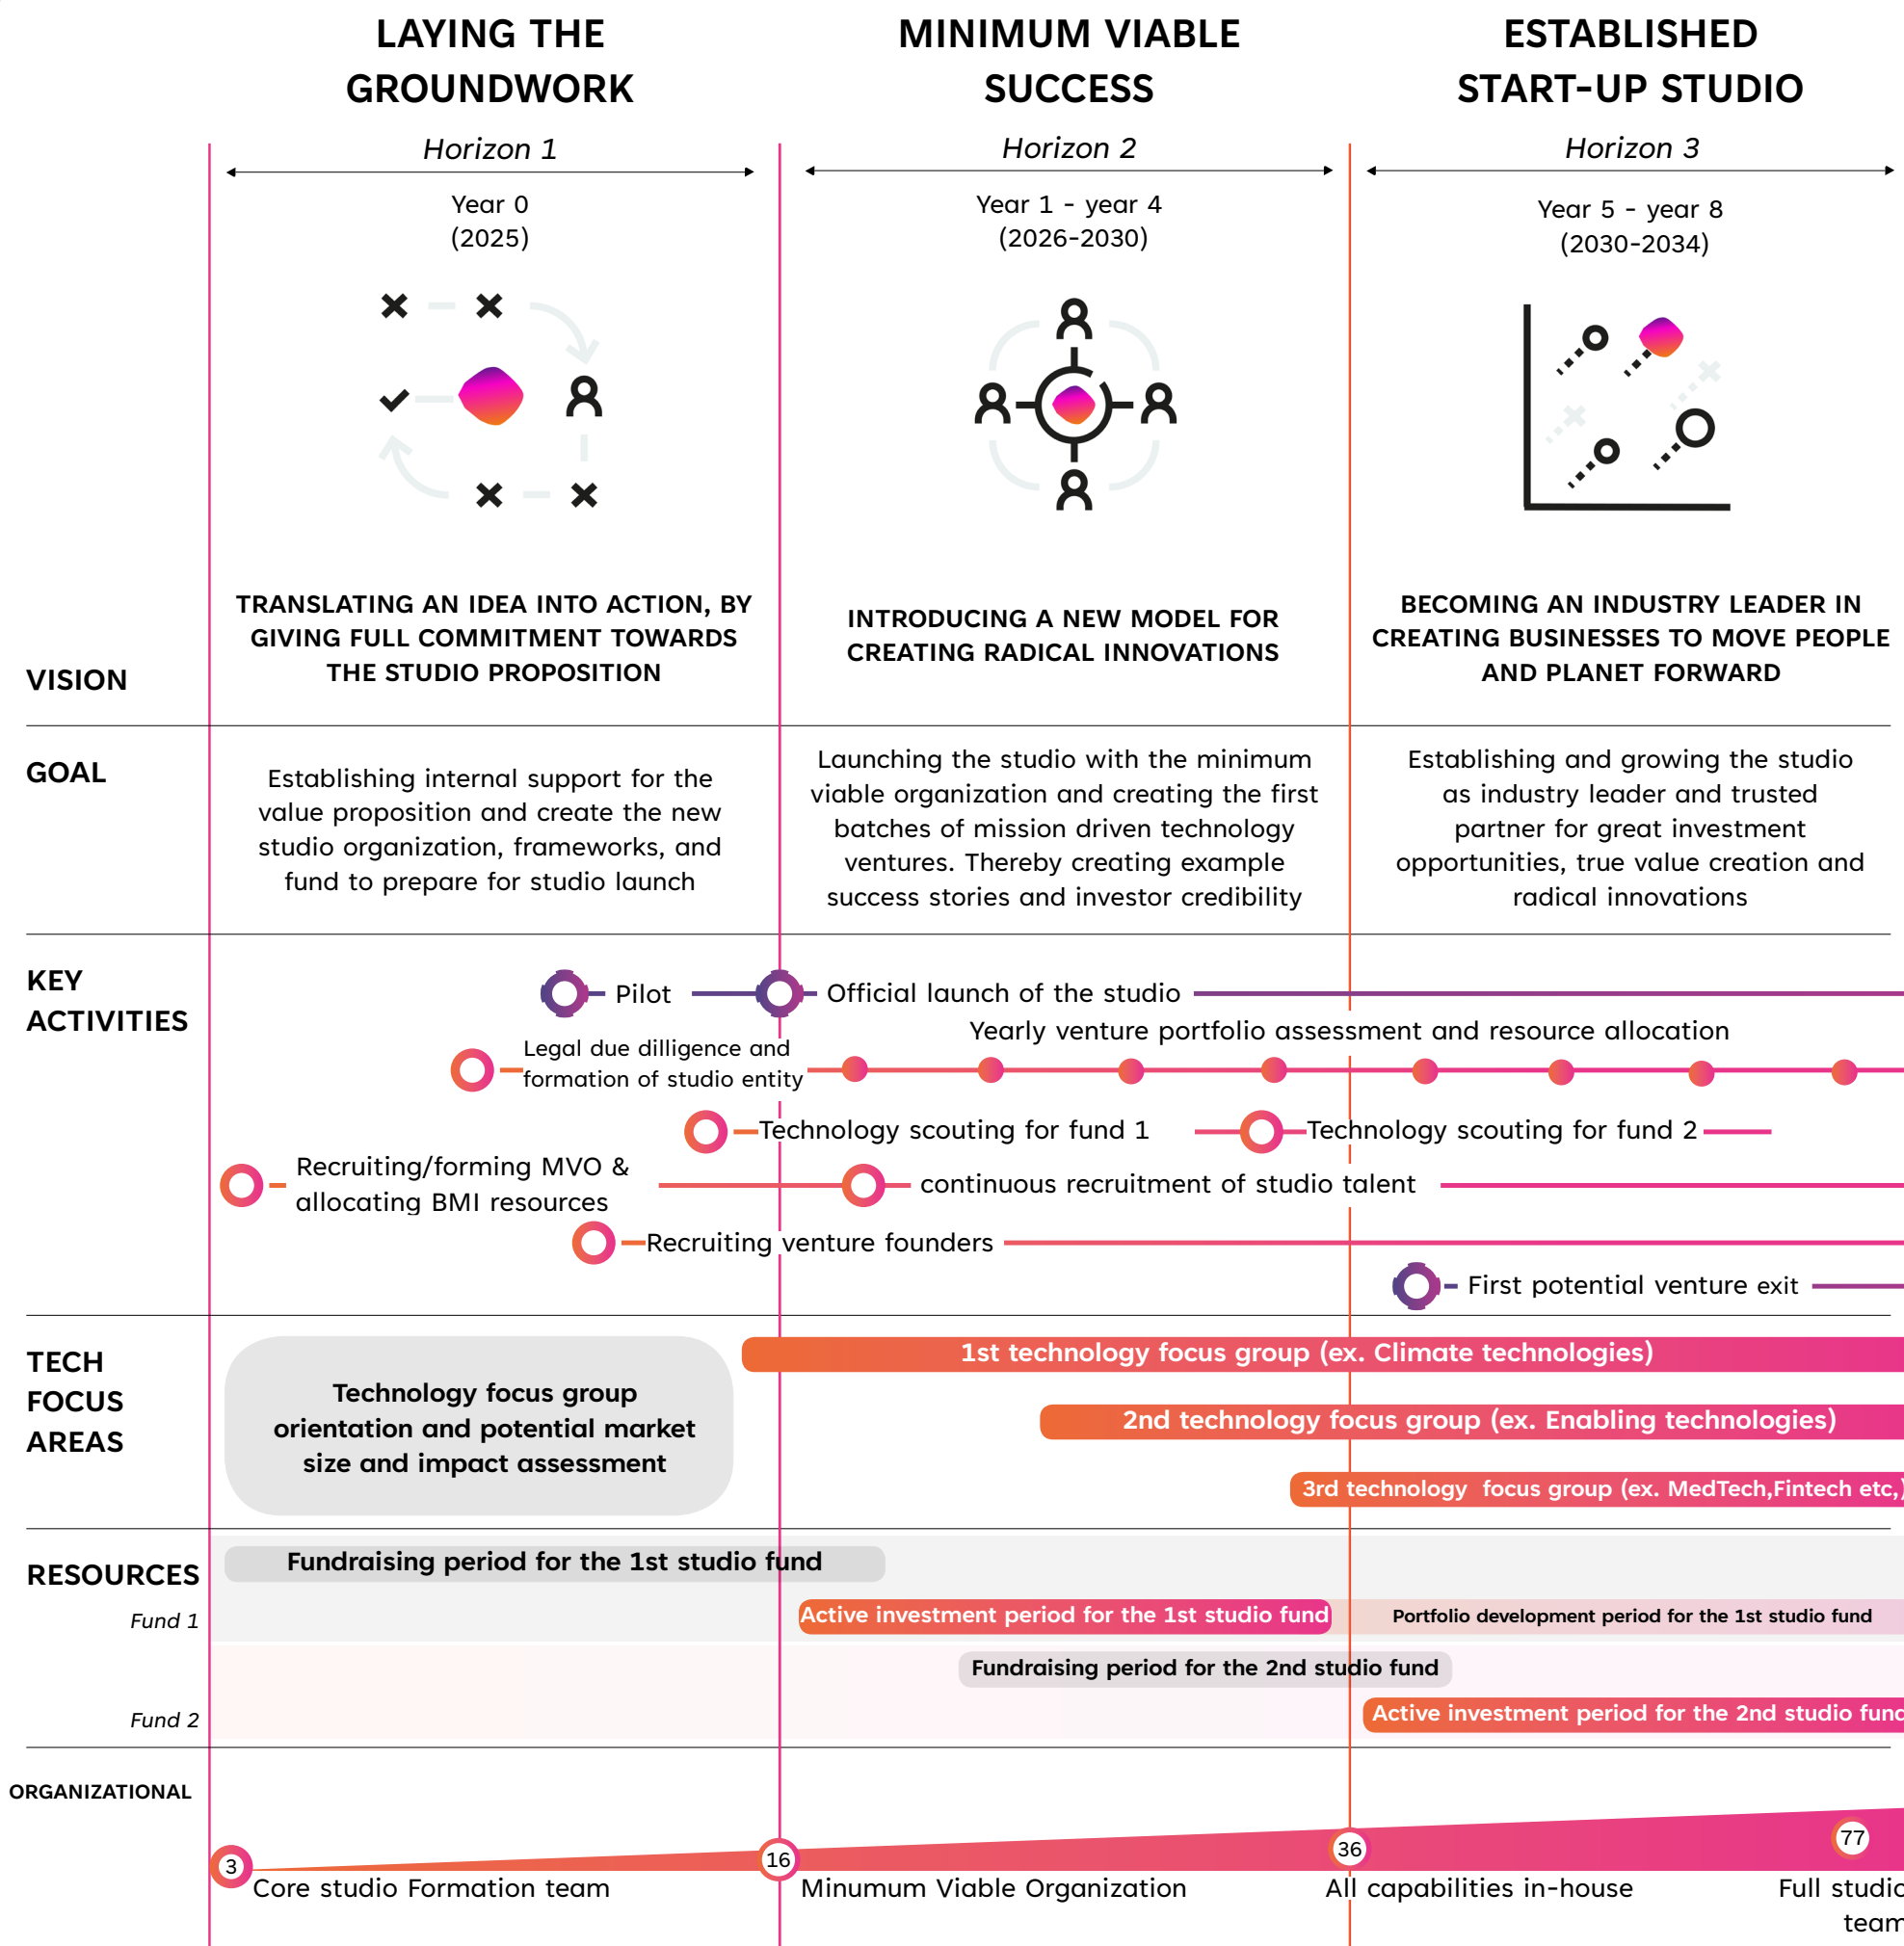 LAYING THE
GROUNDWORK
MINIMUM VIABLE
SUCCESS
ESTABLISHED
START-UP STUDIO
Horizon 1
Horizon 2
Horizon 3
Year 0
(2025)
Year 1 - year 4
(2026-2030)
Year 5 - year 8
(2030-2034)
VISION
TRANSLATING AN IDEA INTO ACTION, BY
GIVING FULL COMMITMENT TOWARDS
THE STUDIO PROPOSITION
INTRODUCING A NEW MODEL FOR
CREATING RADICAL INNOVATIONS
BECOMING AN INDUSTRY LEADER IN
CREATING BUSINESSES TO MOVE PEOPLE
AND PLANET FORWARD
GOAL
Establishing internal support for the
value proposition and create the new
studio organization, frameworks, and
fund to prepare for studio launch
Launching the studio with the minimum
viable organization and creating the first
batches of mission driven technology
ventures. Thereby creating example
success stories and investor credibility
Establishing and growing the studio
as industry leader and trusted
partner for great investment
opportunities, true value creation and
radical innovations
KEY
ACTIVITIES
Pilot
Official launch of the studio
Yearly venture portfolio assessment and resource allocation
Legal due dilligence and
formation of studio entity
Technology scouting for fund 1
Technology scouting for fund 2
Recruiting/forming MVO &
allocating BMI resources
continuous recruitment of studio talent
Recruiting venture founders
First potential venture exit
TECH
FOCUS
AREAS
Technology focus group
orientation and potential market
size and impact assessment
1st technology focus group (ex. Climate technologies)
2nd technology focus group (ex. Enabling technologies)
3rd technology focus group (ex. MedTech,Fintech etc,)
RESOURCES
Fundraising period for the 1st studio fund
Fund 1
Active investment period for the 1st studio fund
Portfolio development period for the 1st studio fund
Fundraising period for the 2nd studio fund
Fund 2
Active investment period for the 2nd studio fund
ORGANIZATIONAL
3
16
36
77
Core studio Formation team
Minumum Viable Organization
All capabilities in-house
Full studio
team